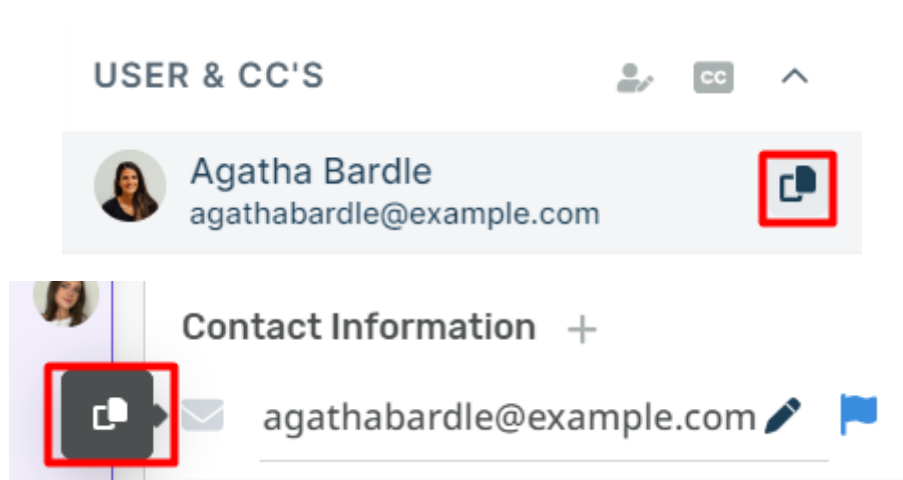 USER & CC'S CC
Agatha Bardle
agathabardle@example.com
Contact Information +
agathabardle@example.com